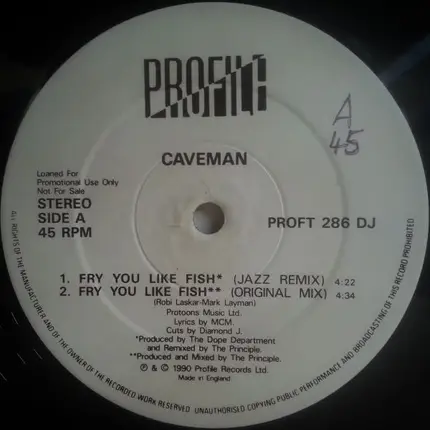 PROFILE
A
45
CAVEMAN
Loaned For
Promotional Use Only
Not For Sale
STEREO
SIDE A
45 RPM
PROFT 286 DJ
1. FRY YOU LIKE FISH* (JAZZ REMIX) 4:22
2. FRY YOU LIKE FISH** (ORIGINAL MIX) 4:34
(Robi Laskar-Mark Layman)
Protoons Music Ltd.
Lyrics by MCM.
Cuts by Diamond J.
*Produced by The Dope Department
and Remixed by The Principle.
**Produced and Mixed by The Principle.
℗ & © 1990 Profile Records Ltd.
Made in England
ALL RIGHTS OF THE MANUFACTURER AND OF THE OWNER OF THE RECORDED WORK RESERVED. UNAUTHORISED COPYING PUBLIC PERFORMANCE AND BROADCASTING OF THIS RECORD PROHIBITED